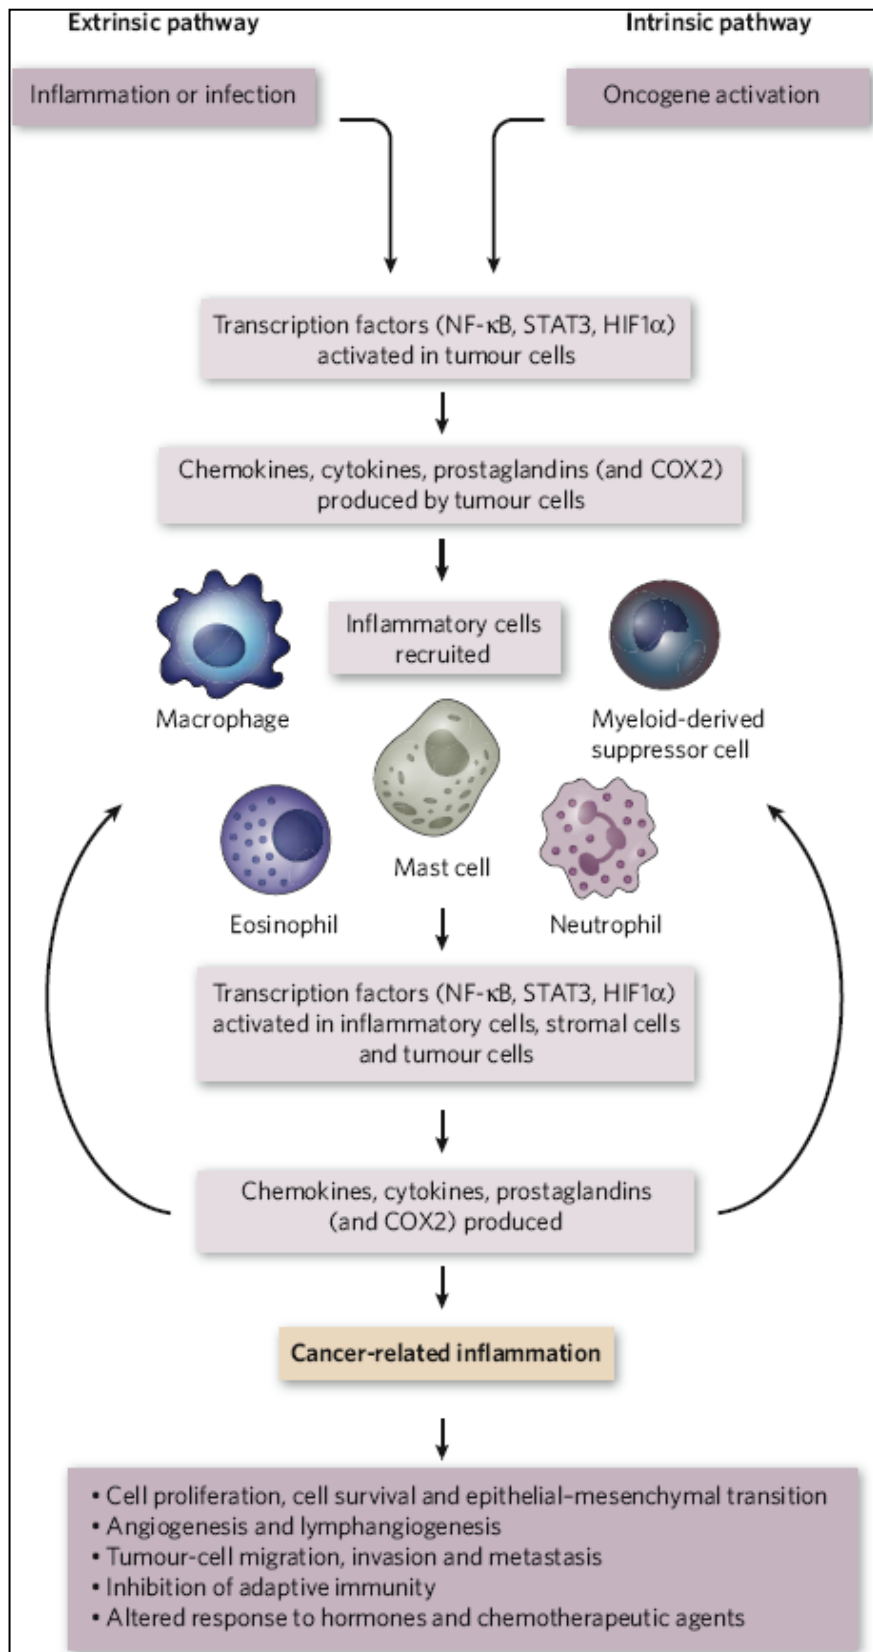 Extrinsic pathway
Intrinsic pathway
Inflammation or infection
Oncogene activation
Transcription factors (NF-κB, STAT3, HIF1α)
activated in tumour cells
Chemokines, cytokines, prostaglandins (and COX2)
produced by tumour cells
Inflammatory cells
recruited
Macrophage
Myeloid-derived
suppressor cell
Mast cell
Eosinophil
Neutrophil
Transcription factors (NF-κB, STAT3, HIF1α)
activated in inflammatory cells, stromal cells
and tumour cells
Chemokines, cytokines, prostaglandins
(and COX2) produced
Cancer-related inflammation
• Cell proliferation, cell survival and epithelial–mesenchymal transition
• Angiogenesis and lymphangiogenesis
• Tumour-cell migration, invasion and metastasis
• Inhibition of adaptive immunity
• Altered response to hormones and chemotherapeutic agents